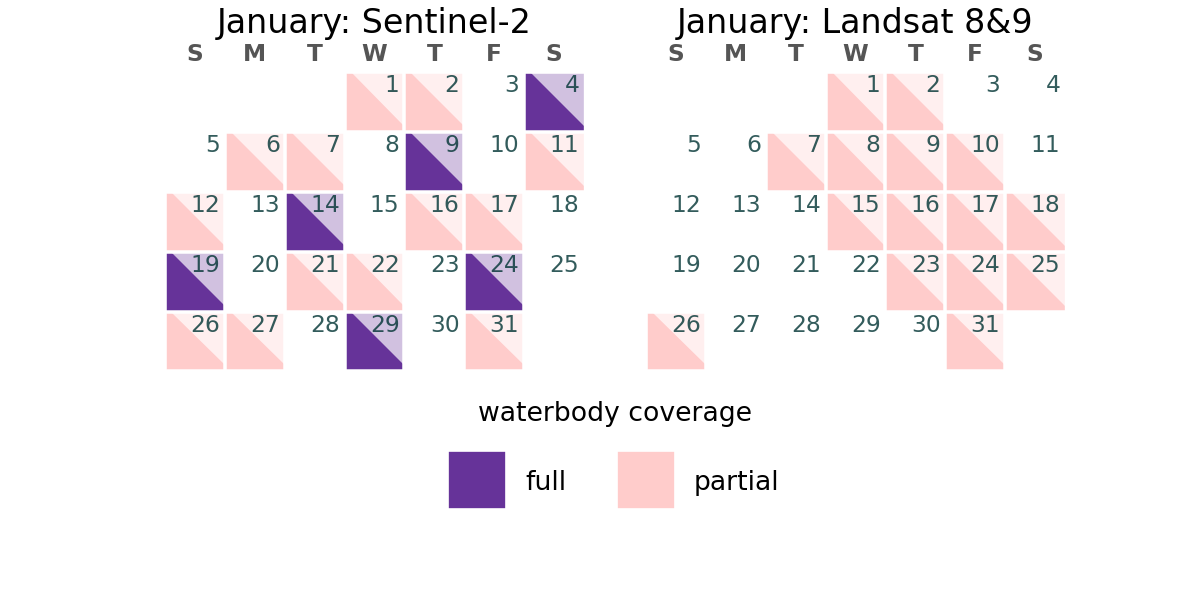 January: Sentinel-2
S M T W T F S
1 2 3 4
5 6 7 8 9 10 11
12 13 14 15 16 17 18
19 20 21 22 23 24 25
26 27 28 29 30 31
January: Landsat 8&9
S M T W T F S
1 2 3 4
5 6 7 8 9 10 11
12 13 14 15 16 17 18
19 20 21 22 23 24 25
26 27 28 29 30 31
waterbody coverage
full
partial